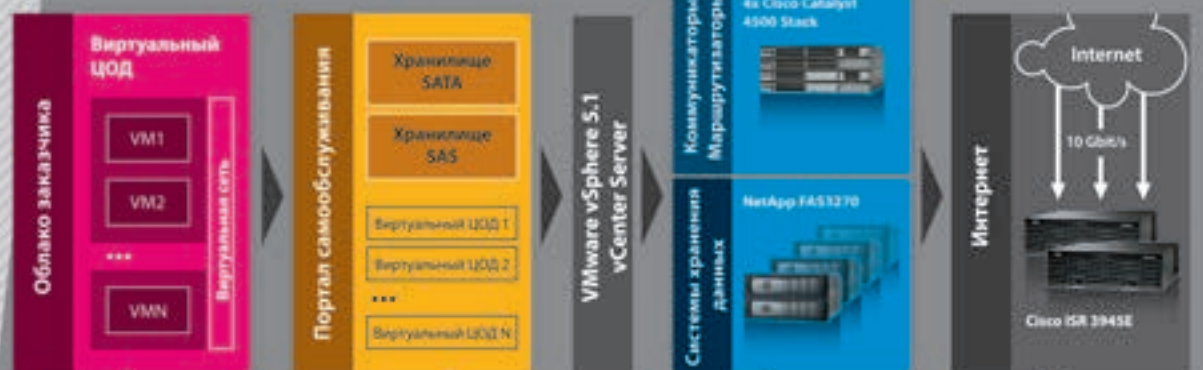 Облако заказчика
Виртуальный
ЦОД
VM1
VM2
...
VMN
Виртуальная сеть
Портал самообслуживания
Хранилище
SATA
Хранилище
SAS
Виртуальный ЦОД 1
Виртуальный ЦОД 2
...
Виртуальный ЦОД N
VMware vSphere 5.1
vCenter Server
Коммуникаторы
Маршрутизаторы
4x Cisco Catalyst
4500 Stack
Системы хранения
данных
NetApp FAS3270
Интернет
Internet
10 Gbit/s
Cisco ISR 3945E